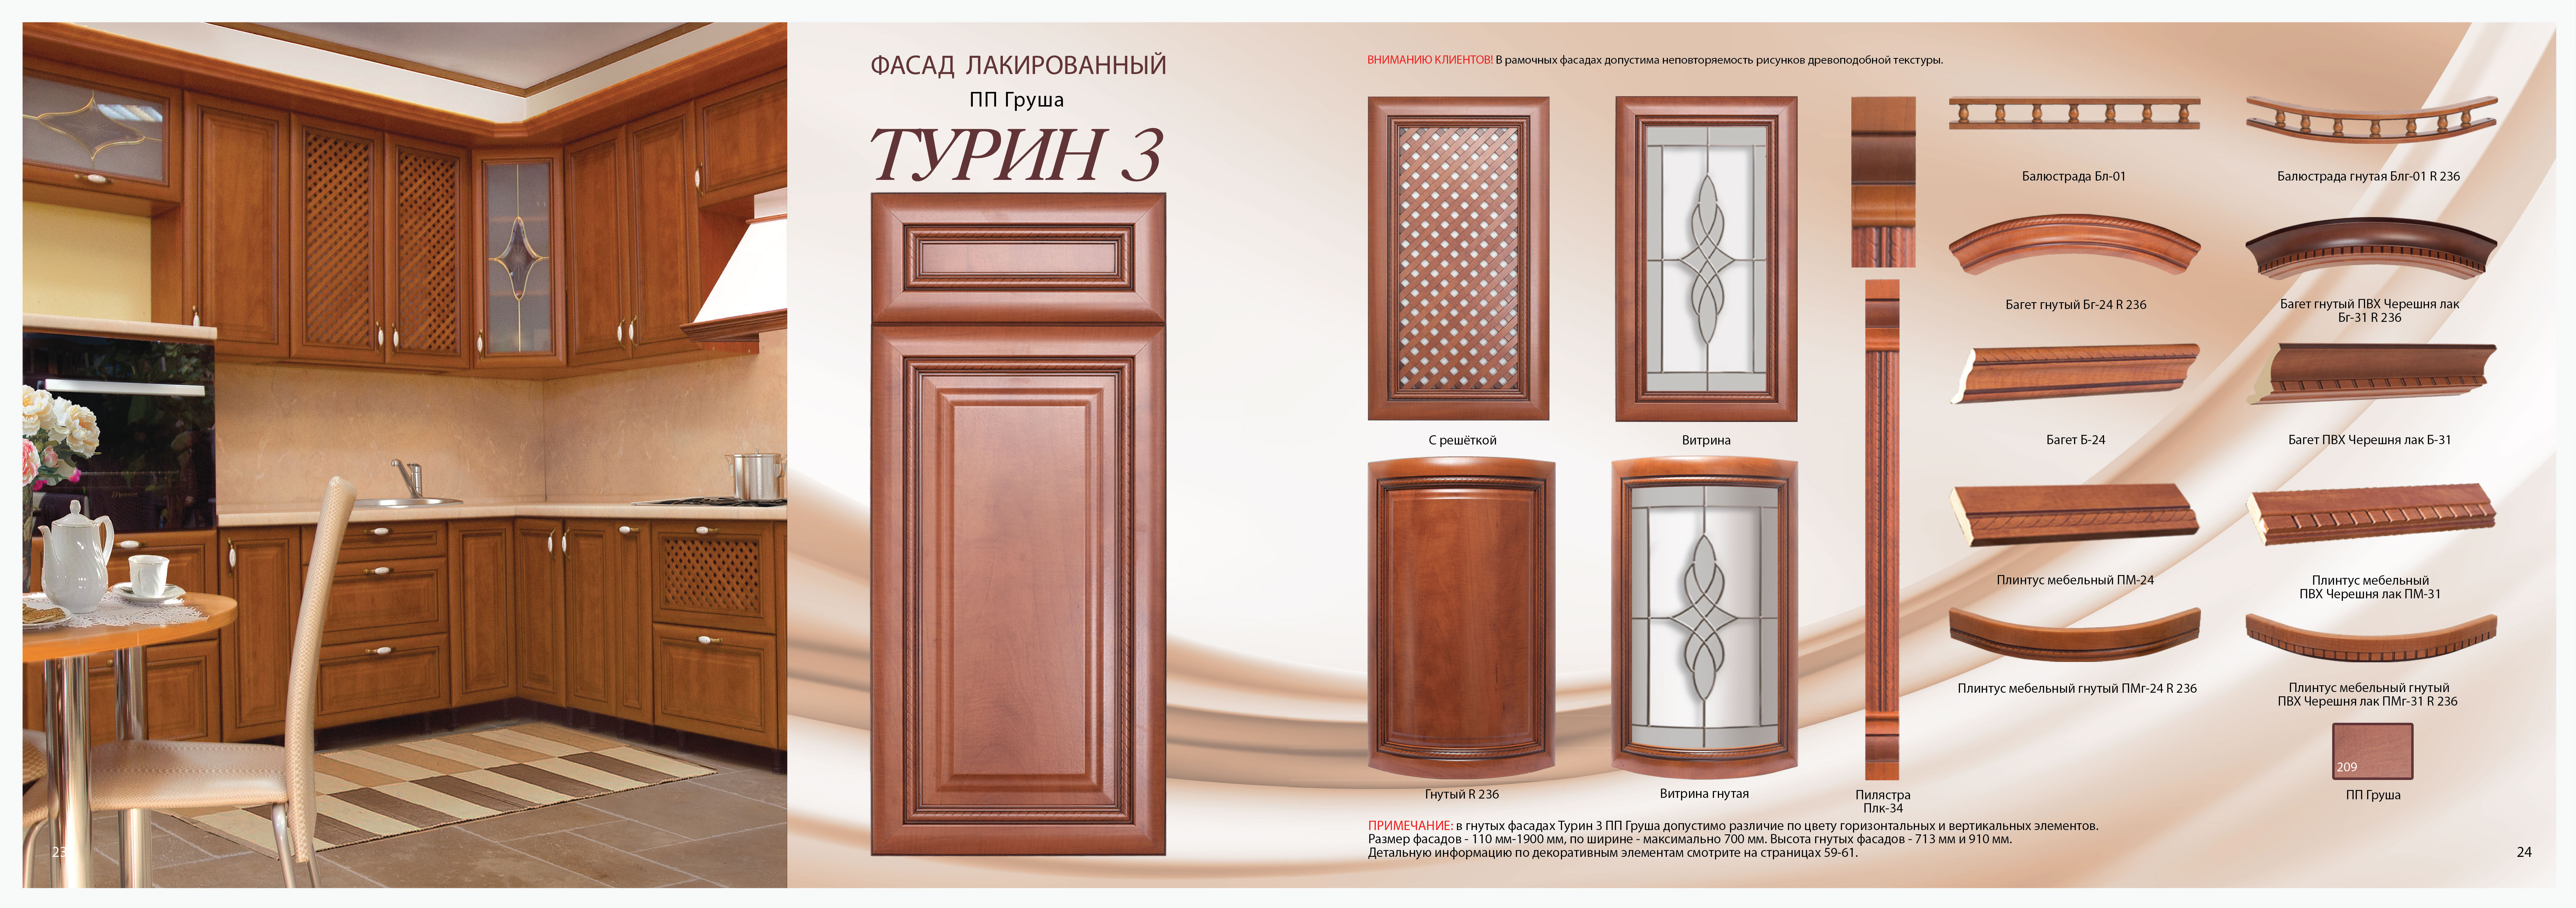 ФАСАД ЛАКИРОВАННЫЙ
ПП Груша
ТУРИН 3
ВНИМАНИЮ КЛИЕНТОВ! В рамочных фасадах допустима неповторяемость рисунков древоподобной текстуры.
С решёткой
Витрина
Гнутый R 236
Витрина гнутая
Пилястра
Плк-34
Балюстрада Бл-01
Балюстрада гнутая Блг-01 R 236
Багет гнутый Бг-24 R 236
Багет гнутый ПВХ Черешня лак
Бг-31 R 236
Багет Б-24
Багет ПВХ Черешня лак Б-31
Плинтус мебельный ПМ-24
Плинтус мебельный
ПВХ Черешня лак ПМ-31
Плинтус мебельный гнутый ПМг-24 R 236
Плинтус мебельный гнутый
ПВХ Черешня лак ПМг-31 R 236
209
ПП Груша
ПРИМЕЧАНИЕ: в гнутых фасадах Турин 3 ПП Груша допустимо различие по цвету горизонтальных и вертикальных элементов.
Размер фасадов - 110 мм-1900 мм, по ширине - максимально 700 мм. Высота гнутых фасадов - 713 мм и 910 мм.
Детальную информацию по декоративным элементам смотрите на страницах 59-61.
23
24